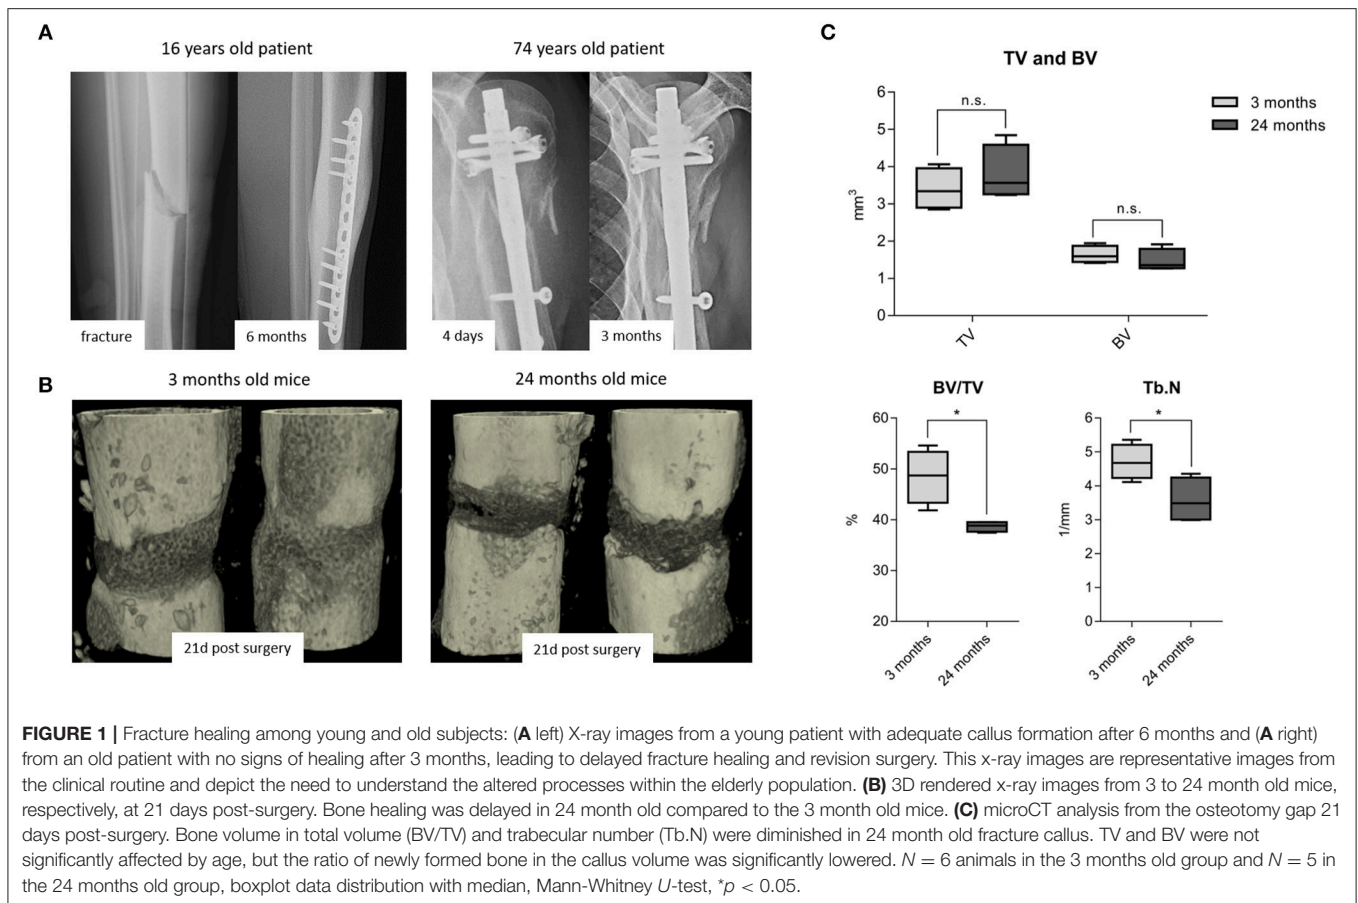 A
16 years old patient
74 years old patient
fracture
6 months
4 days
3 months
B
3 months old mice
24 months old mice
21d post surgery
21d post surgery
C
TV and BV
3 months
24 months
n.s.
n.s.
mm³
6
5
4
3
2
1
0
TV
BV
BV/TV
*
%
60
50
40
30
20
3 months
24 months
Tb.N
*
1/mm
6
5
4
3
2
1
0
3 months
24 months
FIGURE 1 | Fracture healing among young and old subjects: (A left) X-ray images from a young patient with adequate callus formation after 6 months and (A right)
from an old patient with no signs of healing after 3 months, leading to delayed fracture healing and revision surgery. This x-ray images are representative images from
the clinical routine and depict the need to understand the altered processes within the elderly population. (B) 3D rendered x-ray images from 3 to 24 month old mice,
respectively, at 21 days post-surgery. Bone healing was delayed in 24 month old compared to the 3 month old mice. (C) microCT analysis from the osteotomy gap 21
days post-surgery. Bone volume in total volume (BV/TV) and trabecular number (Tb.N) were diminished in 24 month old fracture callus. TV and BV were not
significantly affected by age, but the ratio of newly formed bone in the callus volume was significantly lowered. N = 6 animals in the 3 months old group and N = 5 in
the 24 months old group, boxplot data distribution with median, Mann-Whitney U-test, *p < 0.05.